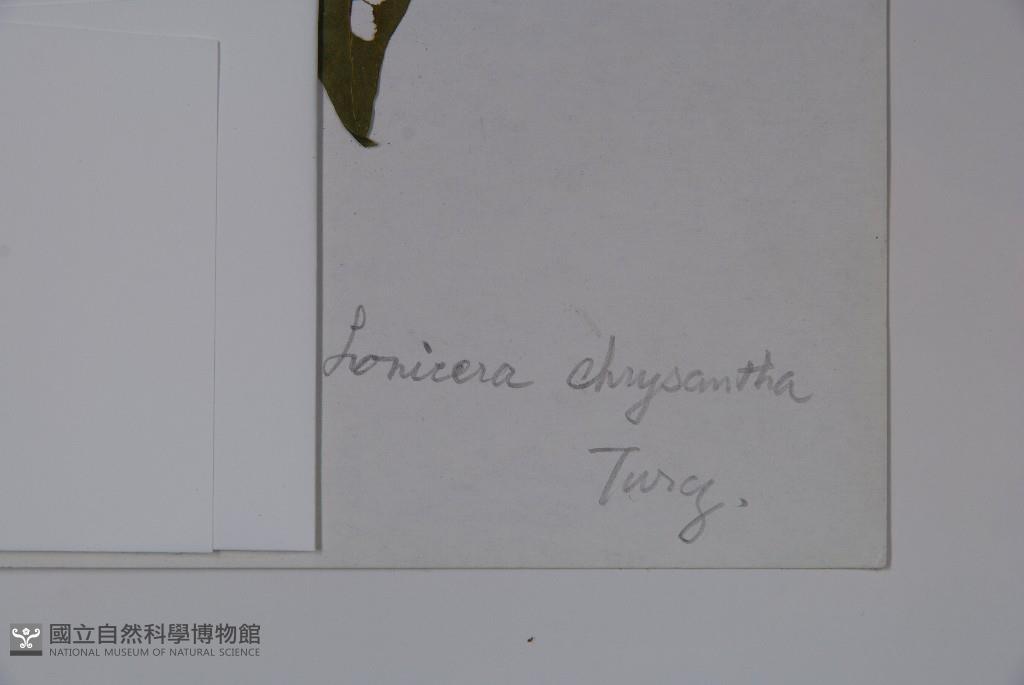 Lonicera chrysantha
Turcz.
國立自然科學博物館
NATIONAL MUSEUM OF NATURAL SCIENCE